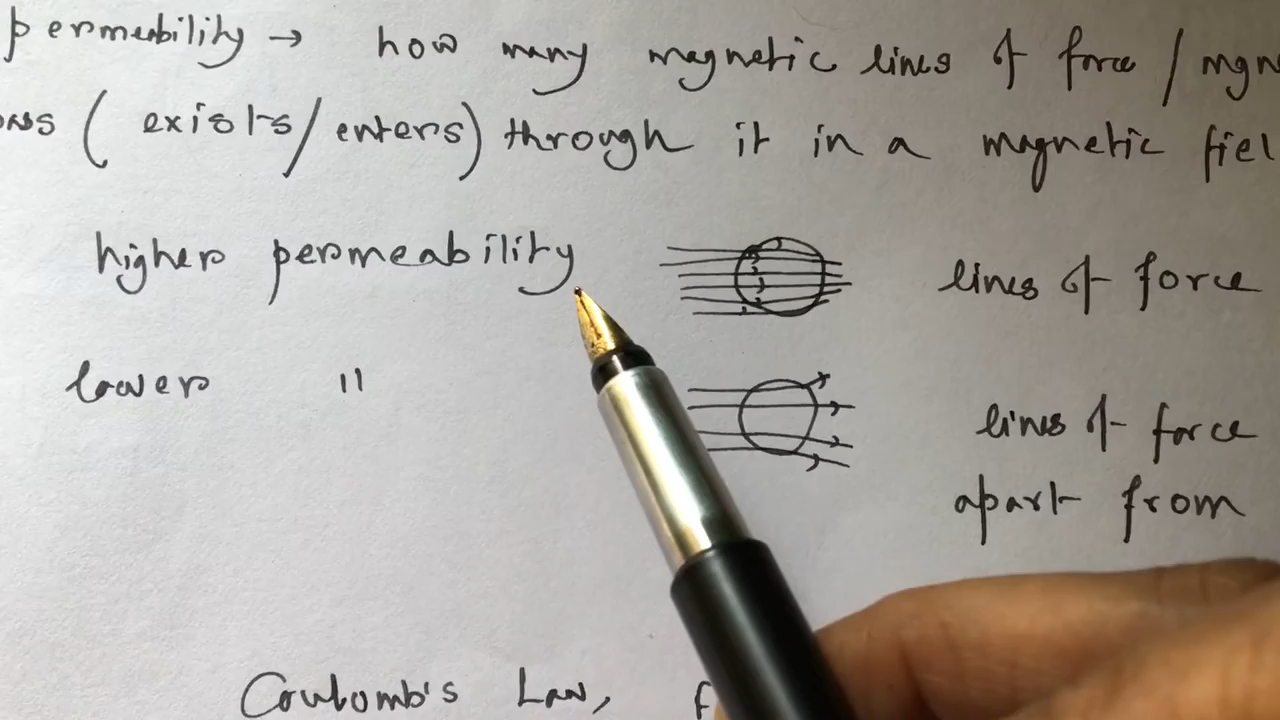 permeability → how many magnetic lines of force / mgn
ons ( exists/enters) through it in a magnetic fiel
higher permeability lines of force
lower " lines of force
apart from
Coulomb's Law, F